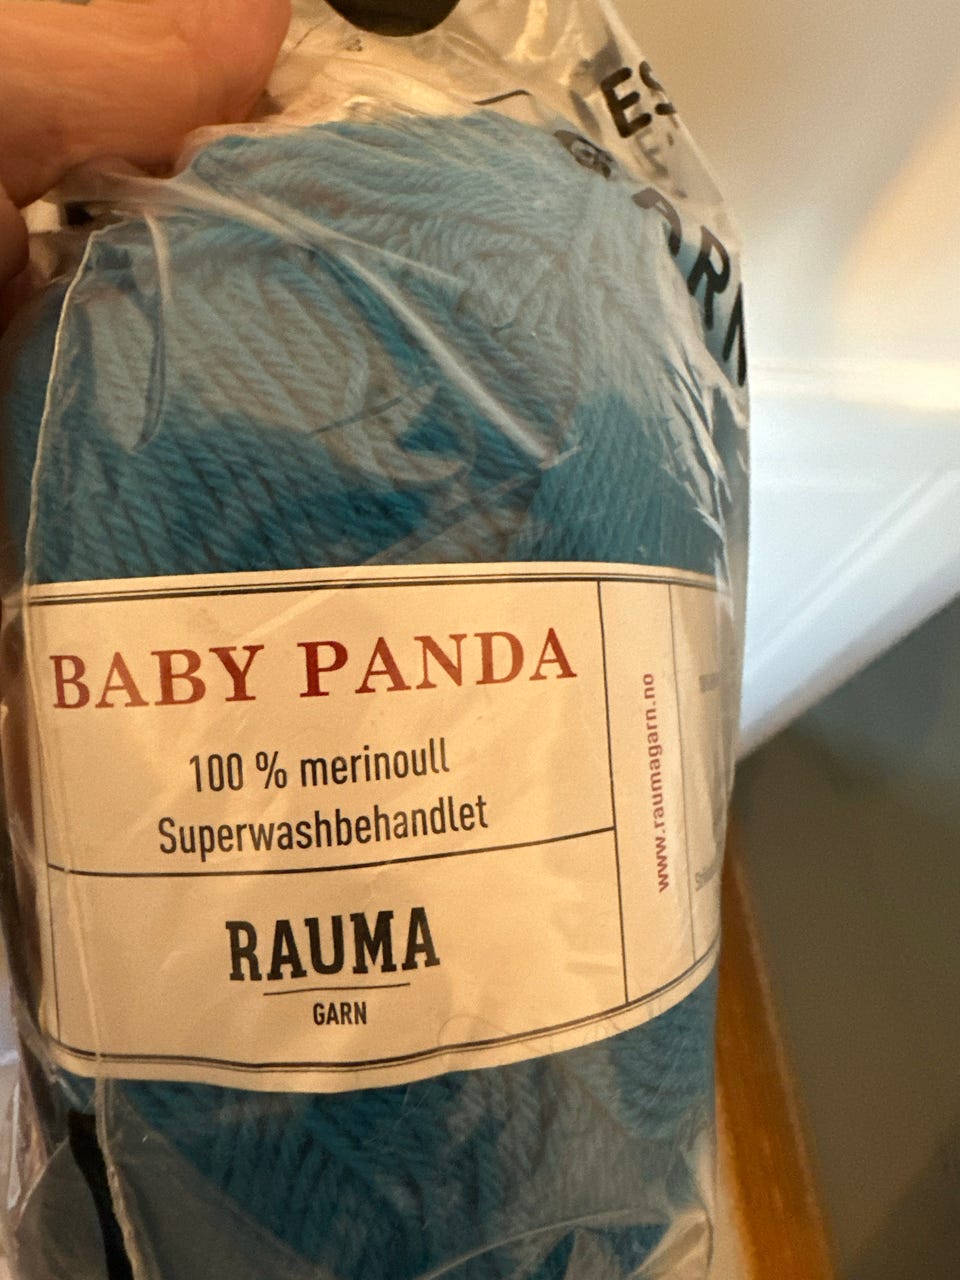 BABY PANDA
100 % merinoull
Superwashbehandlet
RAUMA
GARN
www.raumagarn.no